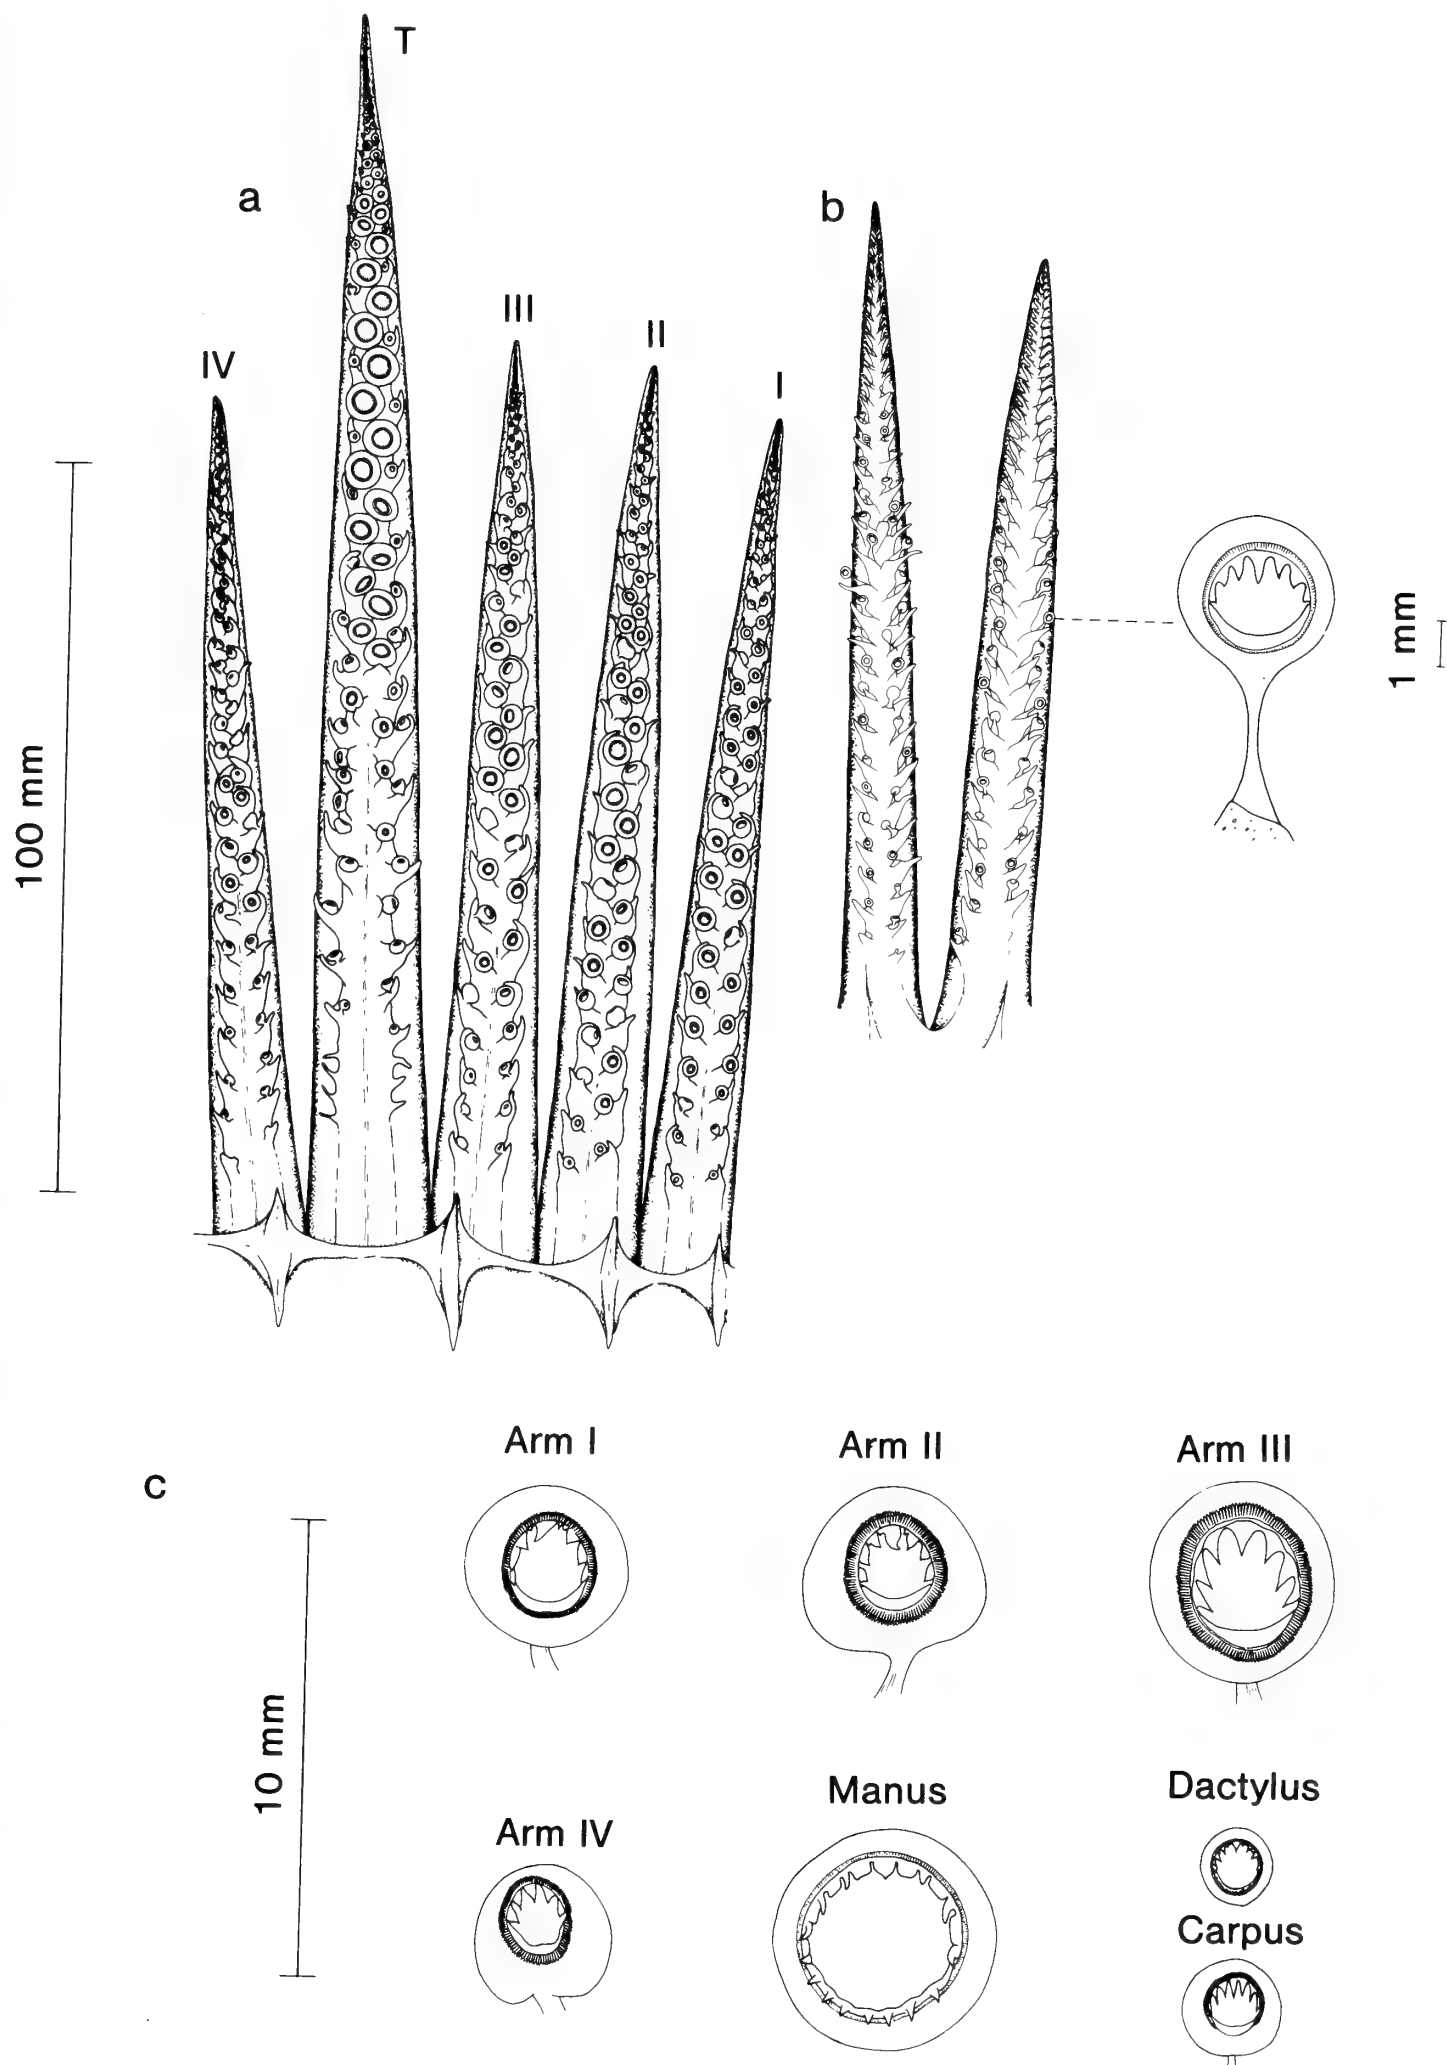 T
a
b
III
II
IV
I
100 mm
1 mm
Arm I
Arm II
Arm III
c
10 mm
Manus
Dactylus
Arm IV
Carpus